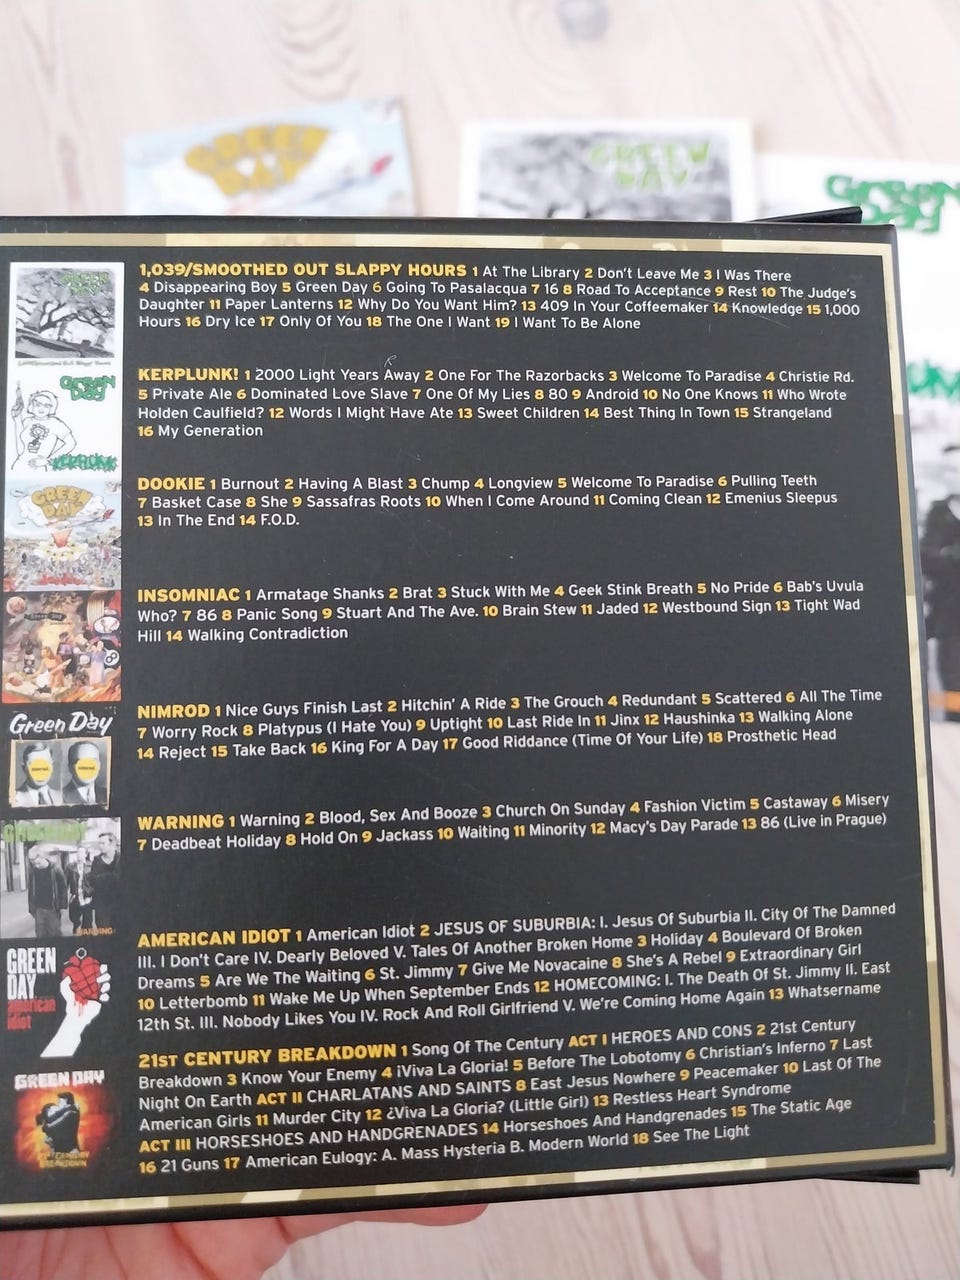 GREEN
DAY
GREEN
DAY
Green
Day
1,039/SMOOTHED OUT SLAPPY HOURS 1 At The Library 2 Don't Leave Me 3 I Was There
4 Disappearing Boy 5 Green Day 6 Going To Pasalacqua 7 16 8 Road To Acceptance 9 Rest 10 The Judge's
Daughter 11 Paper Lanterns 12 Why Do You Want Him? 13 409 In Your Coffeemaker 14 Knowledge 15 1,000
Hours 16 Dry Ice 17 Only Of You 18 The One I Want 19 I Want To Be Alone
GREEN
DAY
KERPLUNK! 1 2000 Light Years Away 2 One For The Razorbacks 3 Welcome To Paradise 4 Christie Rd.
5 Private Ale 6 Dominated Love Slave 7 One Of My Lies 8 80 9 Android 10 No One Knows 11 Who Wrote
Holden Caulfield? 12 Words I Might Have Ate 13 Sweet Children 14 Best Thing In Town 15 Strangeland
16 My Generation
KERPLUNK
GREEN
DAY
DOOKIE 1 Burnout 2 Having A Blast 3 Chump 4 Longview 5 Welcome To Paradise 6 Pulling Teeth
7 Basket Case 8 She 9 Sassafras Roots 10 When I Come Around 11 Coming Clean 12 Emenius Sleepus
13 In The End 14 F.O.D.
INSOMNIAC 1 Armatage Shanks 2 Brat 3 Stuck With Me 4 Geek Stink Breath 5 No Pride 6 Bab's Uvula
Who? 7 86 8 Panic Song 9 Stuart And The Ave. 10 Brain Stew 11 Jaded 12 Westbound Sign 13 Tight Wad
Hill 14 Walking Contradiction
Green Day
NIMROD 1 Nice Guys Finish Last 2 Hitchin' A Ride 3 The Grouch 4 Redundant 5 Scattered 6 All The Time
7 Worry Rock 8 Platypus (I Hate You) 9 Uptight 10 Last Ride In 11 Jinx 12 Haushinka 13 Walking Alone
14 Reject 15 Take Back 16 King For A Day 17 Good Riddance (Time Of Your Life) 18 Prosthetic Head
WARNING 1 Warning 2 Blood, Sex And Booze 3 Church On Sunday 4 Fashion Victim 5 Castaway 6 Misery
7 Deadbeat Holiday 8 Hold On 9 Jackass 10 Waiting 11 Minority 12 Macy's Day Parade 13 86 (Live in Prague)
WARNING
GREEN
DAY
american
idiot
AMERICAN IDIOT 1 American Idiot 2 JESUS OF SUBURBIA: I. Jesus Of Suburbia II. City Of The Damned
III. I Don't Care IV. Dearly Beloved V. Tales Of Another Broken Home 3 Holiday 4 Boulevard Of Broken
Dreams 5 Are We The Waiting 6 St. Jimmy 7 Give Me Novacaine 8 She's A Rebel 9 Extraordinary Girl
10 Letterbomb 11 Wake Me Up When September Ends 12 HOMECOMING: I. The Death Of St. Jimmy II. East
12th St. III. Nobody Likes You IV. Rock And Roll Girlfriend V. We're Coming Home Again 13 Whatsername
GREEN DAY
21ST CENTURY BREAKDOWN 1 Song Of The Century ACT I HEROES AND CONS 2 21st Century
Breakdown 3 Know Your Enemy 4 ¡Viva La Gloria! 5 Before The Lobotomy 6 Christian's Inferno 7 Last
Night On Earth ACT II CHARLATANS AND SAINTS 8 East Jesus Nowhere 9 Peacemaker 10 Last Of The
American Girls 11 Murder City 12 ¿Viva La Gloria? (Little Girl) 13 Restless Heart Syndrome
ACT III HORSESHOES AND HANDGRENADES 14 Horseshoes And Handgrenades 15 The Static Age
16 21 Guns 17 American Eulogy: A. Mass Hysteria B. Modern World 18 See The Light